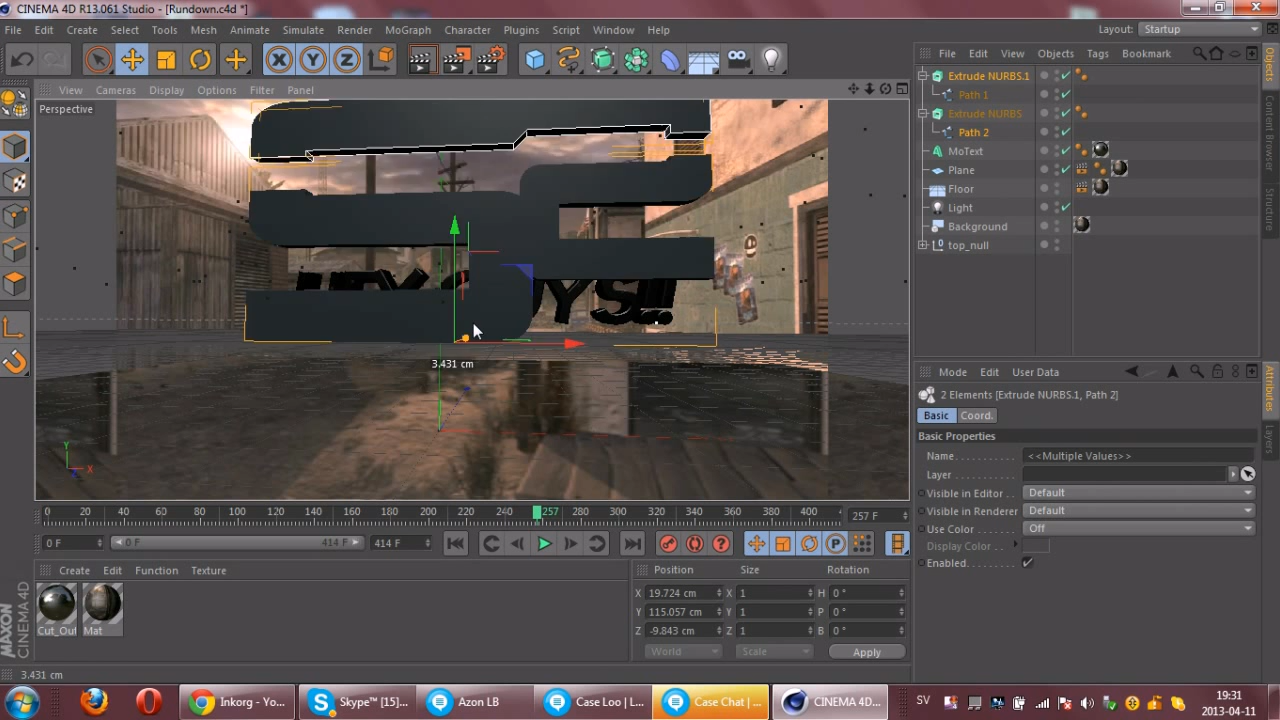 CINEMA 4D R13.061 Studio - [Rundown.c4d *]
File Edit Create Select Tools Mesh Animate Simulate Render MoGraph Character Plugins Script Window Help
Layout: Startup
X Y Z
File Edit View Objects Tags Bookmark
View Cameras Display Options Filter Panel
Perspective
Extrude NURBS.1
Path 1
Extrude NURBS
Path 2
MoText
Plane
Floor
Light
Background
top_null
Objects
Content Browser
Structure
3.431 cm
Y
X
Mode Edit User Data
2 Elements [Extrude NURBS.1, Path 2]
Basic Coord.
Basic Properties
Name <<Multiple Values>>
Layer
Visible in Editor Default
Visible in Renderer Default
Use Color Off
Display Color
Enabled
Attributes
Layers
0 20 40 60 80 100 120 140 160 180 200 220 240 257 280 300 320 340 360 380 400 257 F
0 F 0 F 414 F 414 F
Create Edit Function Texture
Cut_Out Mat
Position Size Rotation
X 19.724 cm X 1 H 0 °
Y 115.057 cm Y 1 P 0 °
Z -9.843 cm Z 1 B 0 °
World Scale Apply
MAXON CINEMA 4D
3.431 cm
Inkorg - Yo... Skype™ [15]... Azon LB Case Loo | L... Case Chat | ... CINEMA 4D...
SV
19:31
2013-04-11